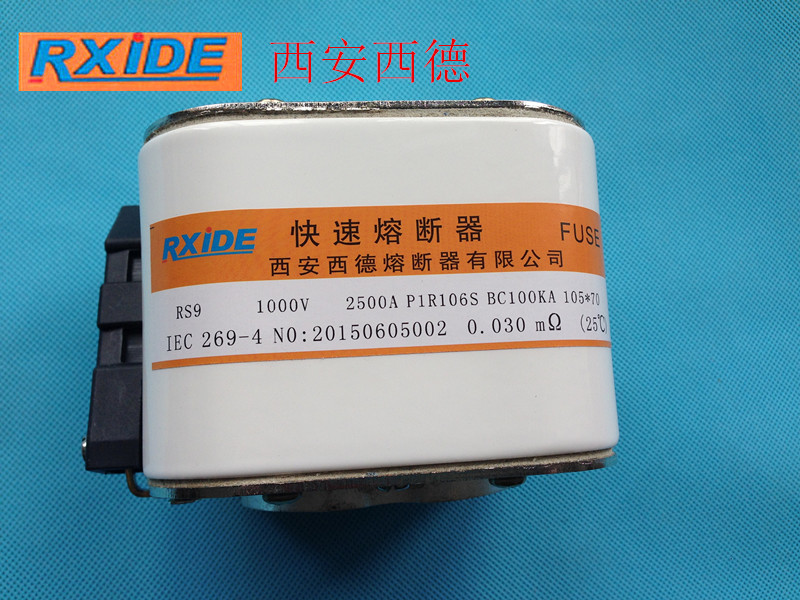 RXIDE 西安西德
RXIDE 快速熔断器 FUSE
西安西德熔断器有限公司
RS9 1000V 2500A P1R106S BC100KA 105*70
IEC 269-4 NO:20150605002 0.030 mΩ (25℃)